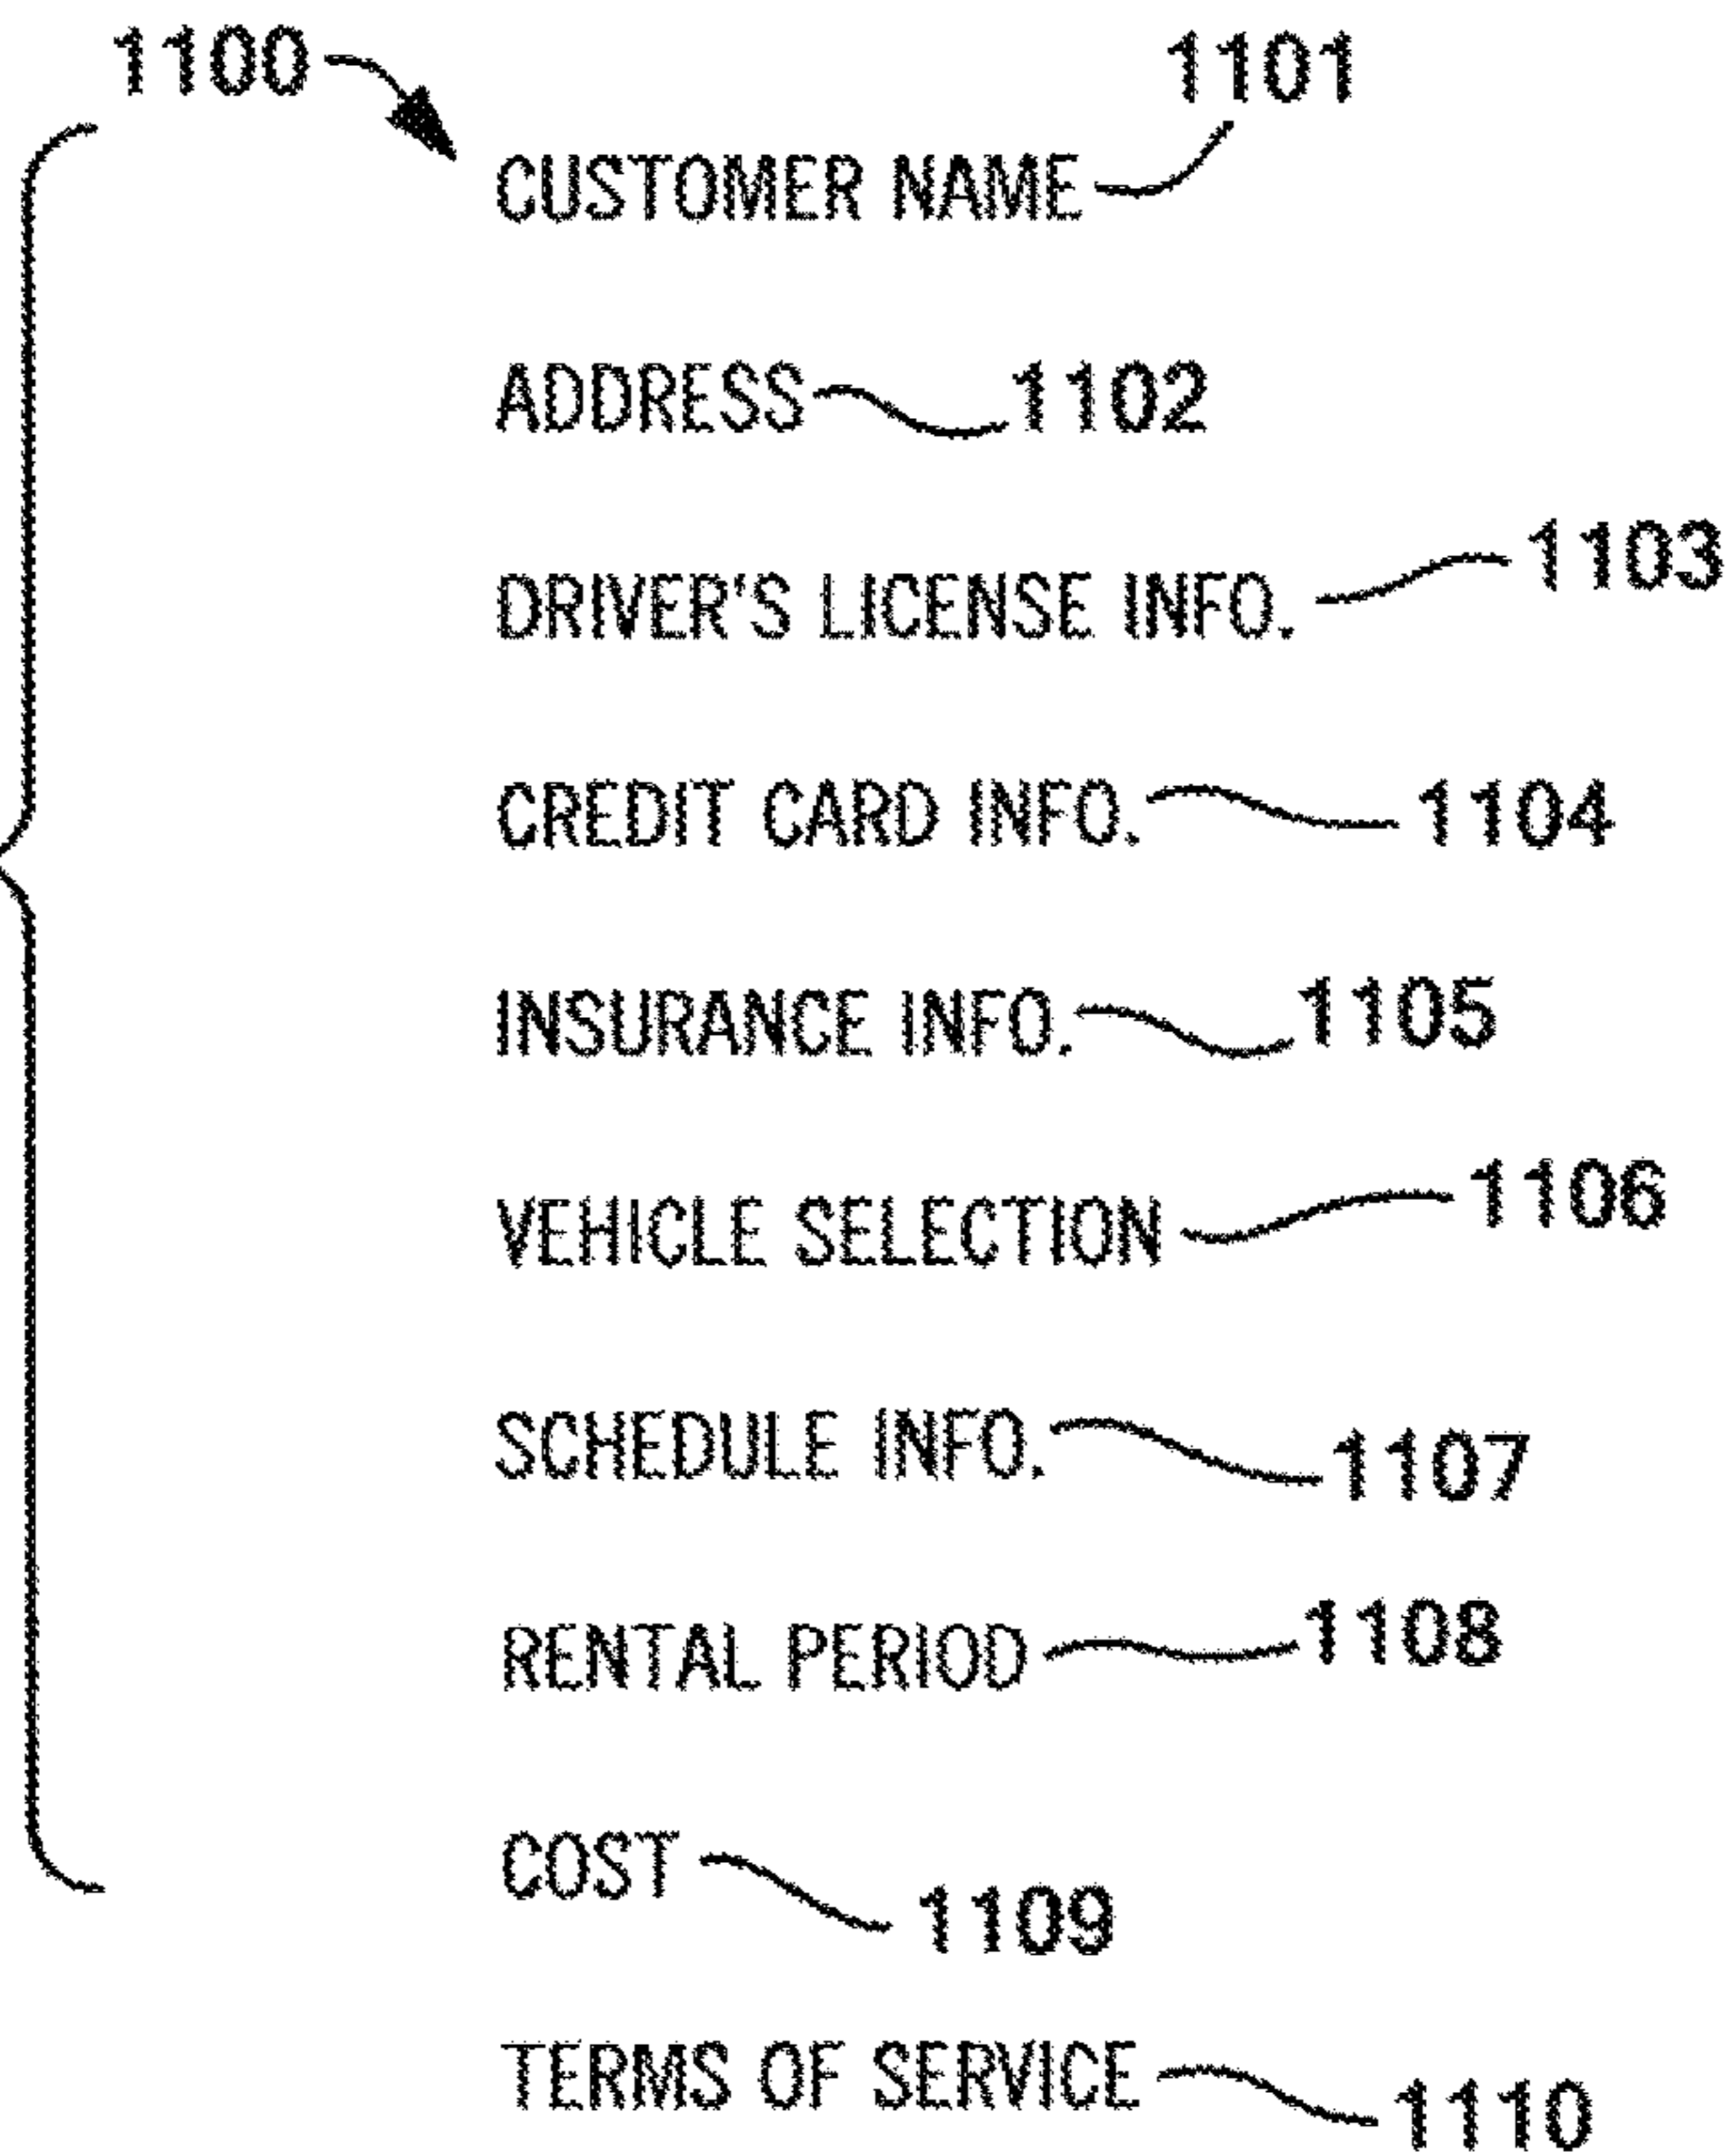 1100
1101
CUSTOMER NAME
ADDRESS 1102
DRIVER'S LICENSE INFO. 1103
CREDIT CARD INFO. 1104
INSURANCE INFO. 1105
VEHICLE SELECTION 1106
SCHEDULE INFO. 1107
RENTAL PERIOD 1108
COST 1109
TERMS OF SERVICE 1110